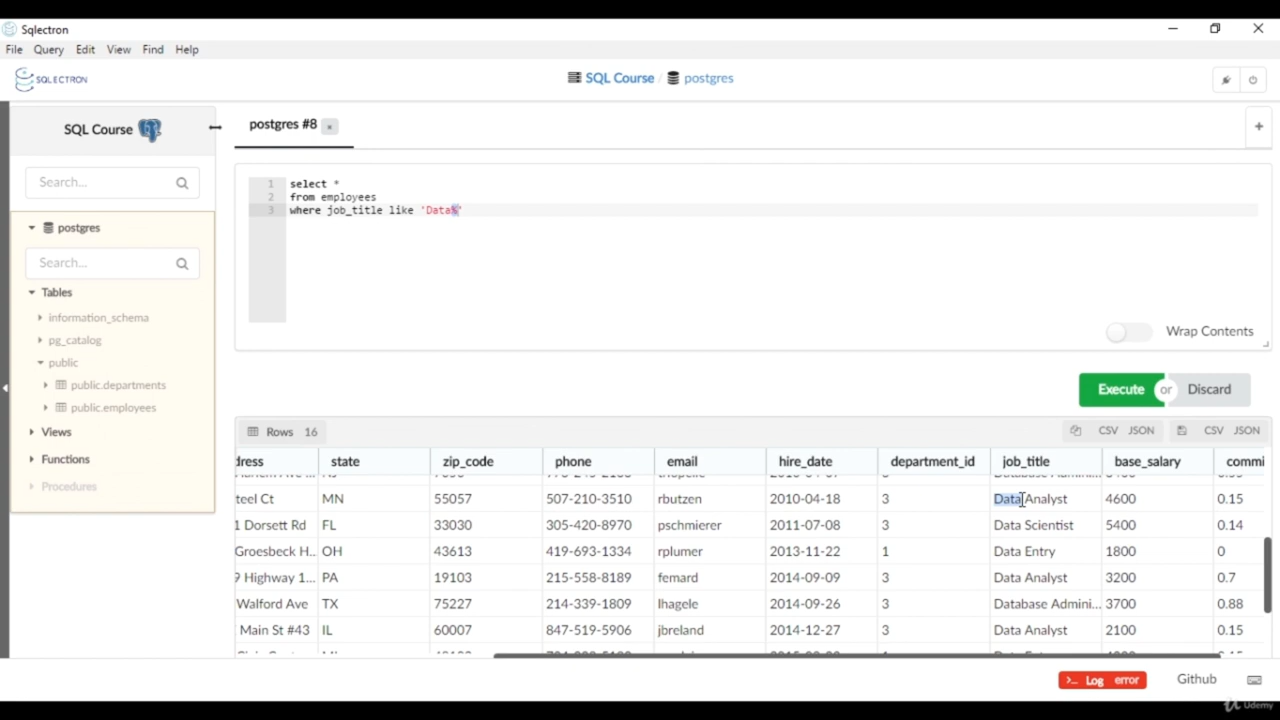 Sqlectron
File Query Edit View Find Help
SQLECTRON
SQL Course / postgres
SQL Course
postgres #8 ×
+
Search...
1 select *
2 from employees
3 where job_title like 'Data%'
postgres
Search...
Tables
information_schema
pg_catalog
public
public.departments
public.employees
Views
Functions
Procedures
Wrap Contents
Execute or Discard
Rows 16 CSV JSON CSV JSON
dress state zip_code phone email hire_date department_id job_title base_salary commi
teel Ct MN 55057 507-210-3510 rbutzen 2010-04-18 3 Data Analyst 4600 0.15
1 Dorsett Rd FL 33030 305-420-8970 pschmierer 2011-07-08 3 Data Scientist 5400 0.14
Groesbeck H... OH 43613 419-693-1334 rplumer 2013-11-22 1 Data Entry 1800 0
9 Highway 1... PA 19103 215-558-8189 femard 2014-09-09 3 Data Analyst 3200 0.7
Walford Ave TX 75227 214-339-1809 lhagele 2014-09-26 3 Database Admini... 3700 0.88
Main St #43 IL 60007 847-519-5906 jbreland 2014-12-27 3 Data Analyst 2100 0.15
>_ Log error Github
Udemy